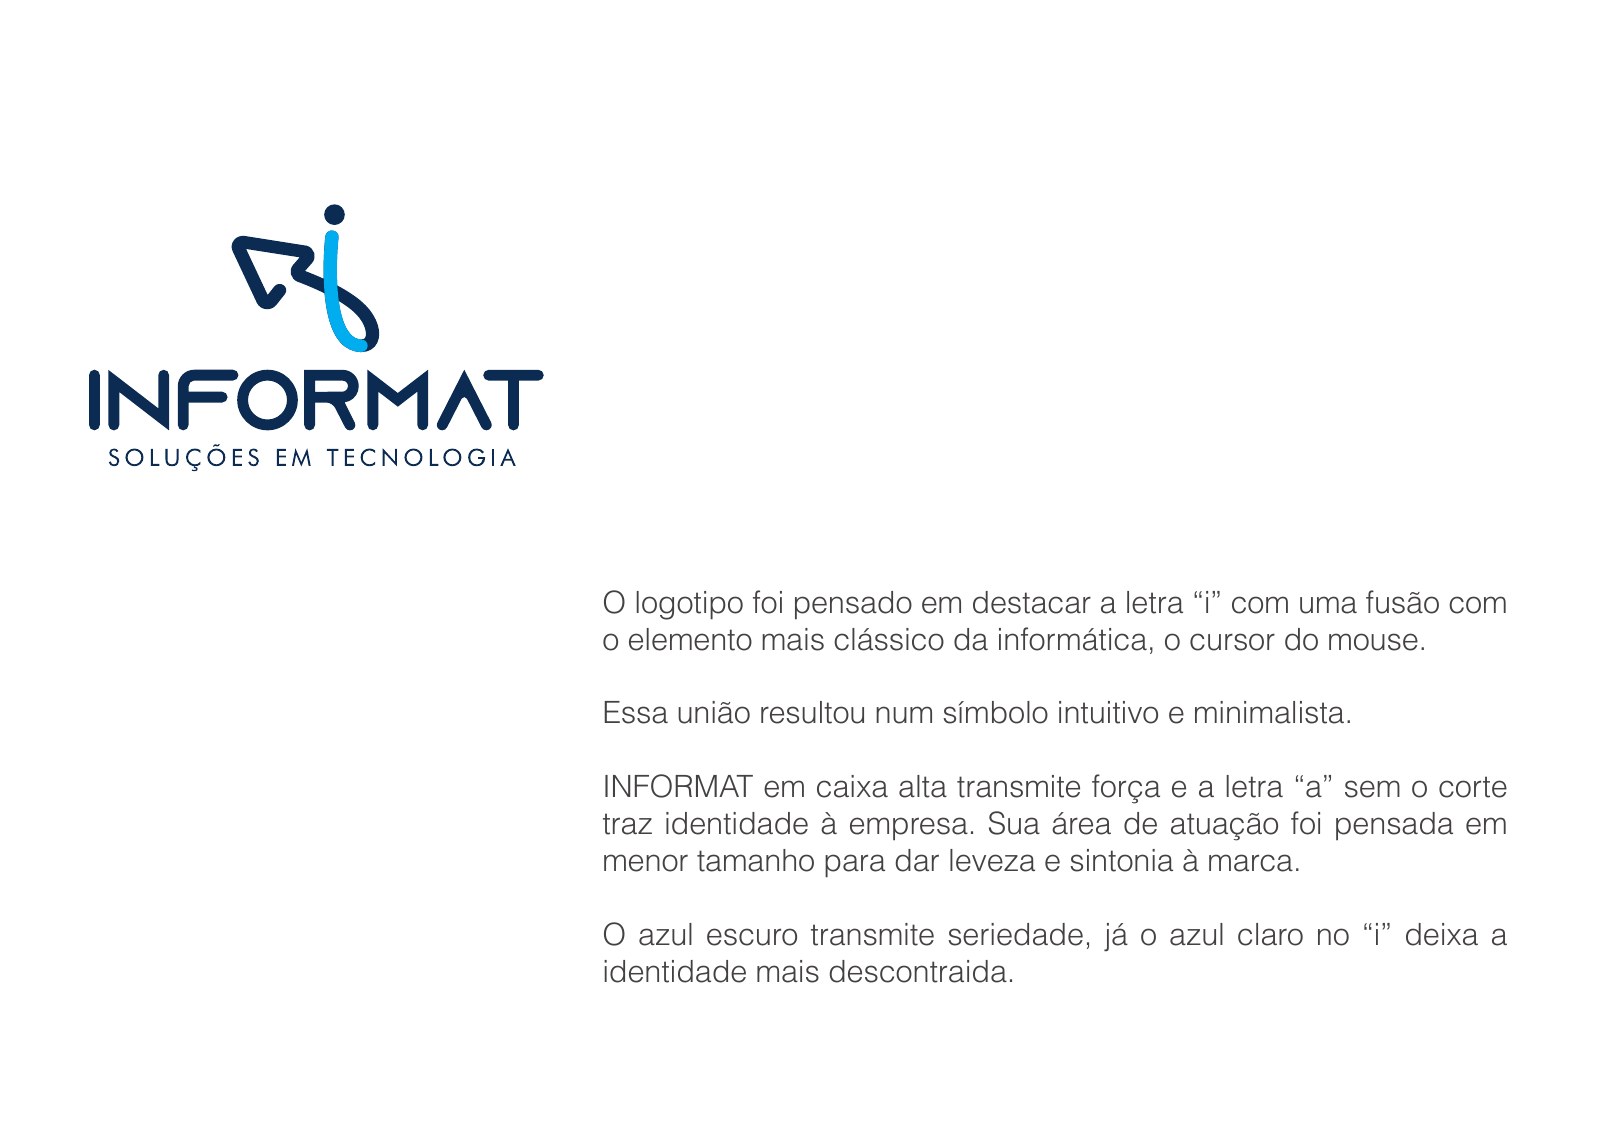 INFORMAT
SOLUÇÕES EM TECNOLOGIA
O logotipo foi pensado em destacar a letra “i” com uma fusão com
o elemento mais clássico da informática, o cursor do mouse.
Essa união resultou num símbolo intuitivo e minimalista.
INFORMAT em caixa alta transmite força e a letra “a” sem o corte
traz identidade à empresa. Sua área de atuação foi pensada em
menor tamanho para dar leveza e sintonia à marca.
O azul escuro transmite seriedade, já o azul claro no “i” deixa a
identidade mais descontraida.